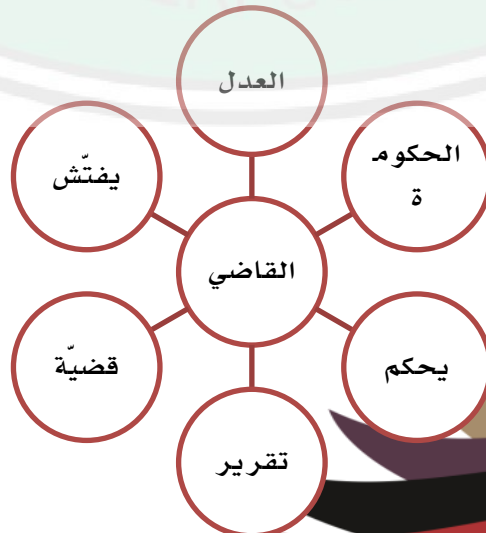 العدل
الحكوم
ة
يفتّش
القاضي
قضيّة
يحكم
تقرير